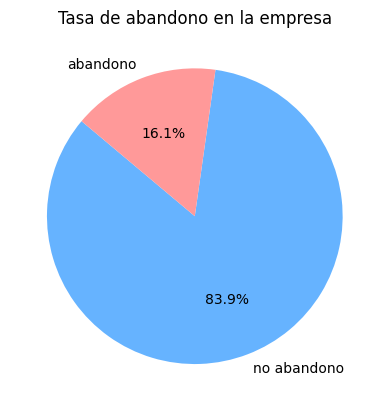 Tasa de abandono en la empresa
abandono
16.1%
83.9%
no abandono